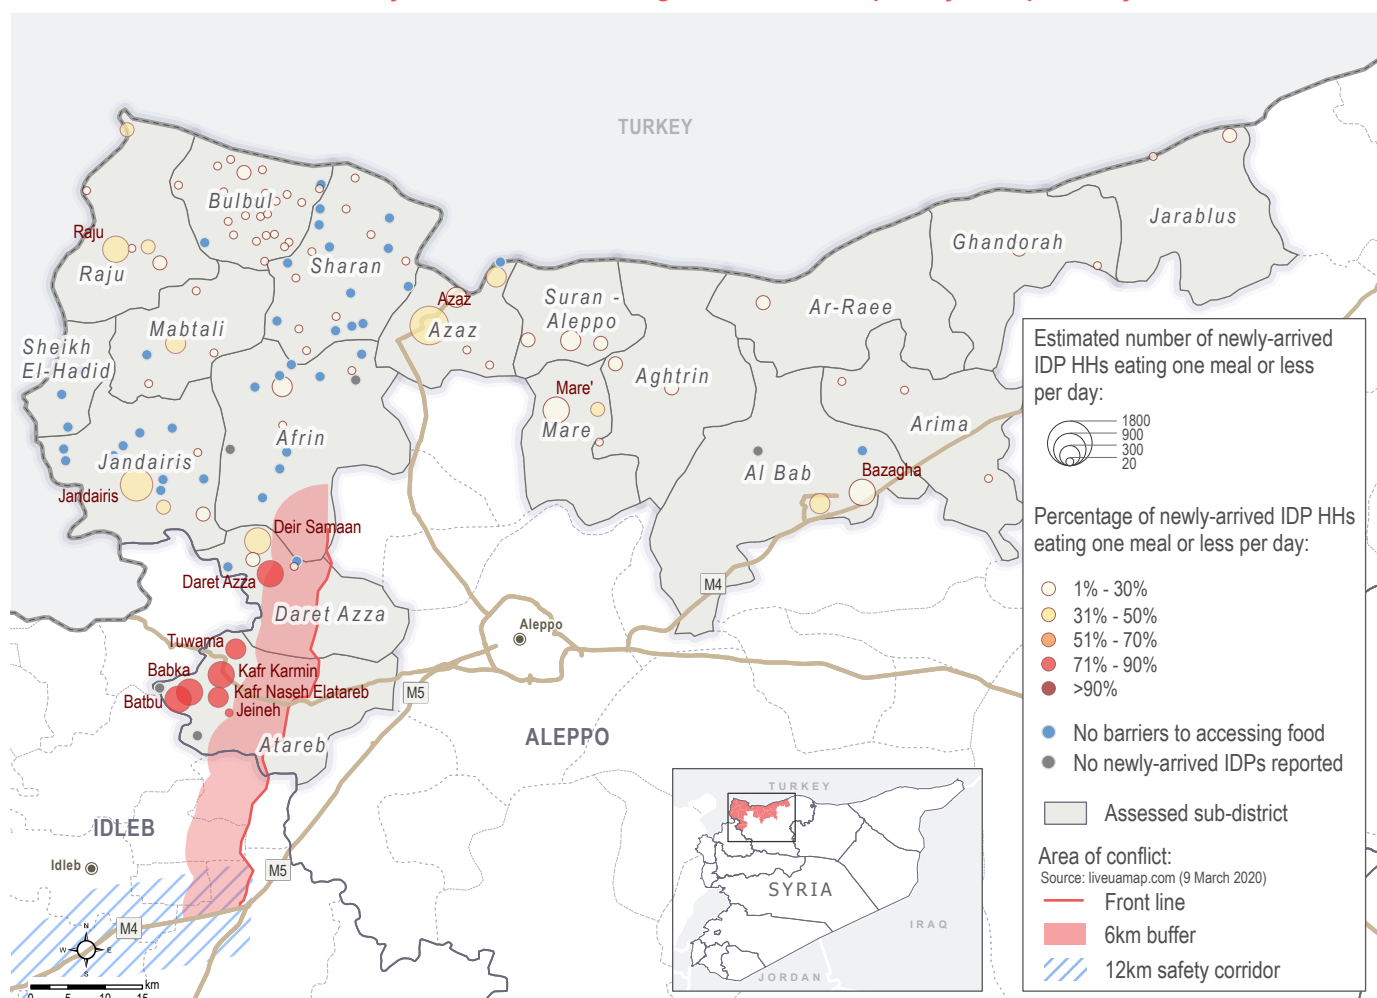 TURKEY
Bulbul
Jarablus
Raju
Raju
Sharan
Ghandorah
Azaz
Azaz
Suran -
Aleppo
Ar-Raee
Mabtali
Sheikh
El-Hadid
Aghtrin
Mare'
Mare
Afrin
Arima
Jandairis
Jandairis
Al Bab
Bazagha
Deir Samaan
Daret Azza
Daret Azza
M4
Aleppo
Tuwama
Babka
Kafr Karmin
Batbu
Kafr Naseh Elatareb
Jeineh
M5
Atareb
ALEPPO
IDLEB
Idleb
M5
M4
N
W
E
S
km
0 5 10 15
TURKEY
SYRIA
IRAQ
JORDAN
Estimated number of newly-arrived
IDP HHs eating one meal or less
per day:
1800
900
300
20
Percentage of newly-arrived IDP HHs
eating one meal or less per day:
1% - 30%
31% - 50%
51% - 70%
71% - 90%
>90%
No barriers to accessing food
No newly-arrived IDPs reported
Assessed sub-district
Area of conflict:
Source: liveuamap.com (9 March 2020)
Front line
6km buffer
12km safety corridor